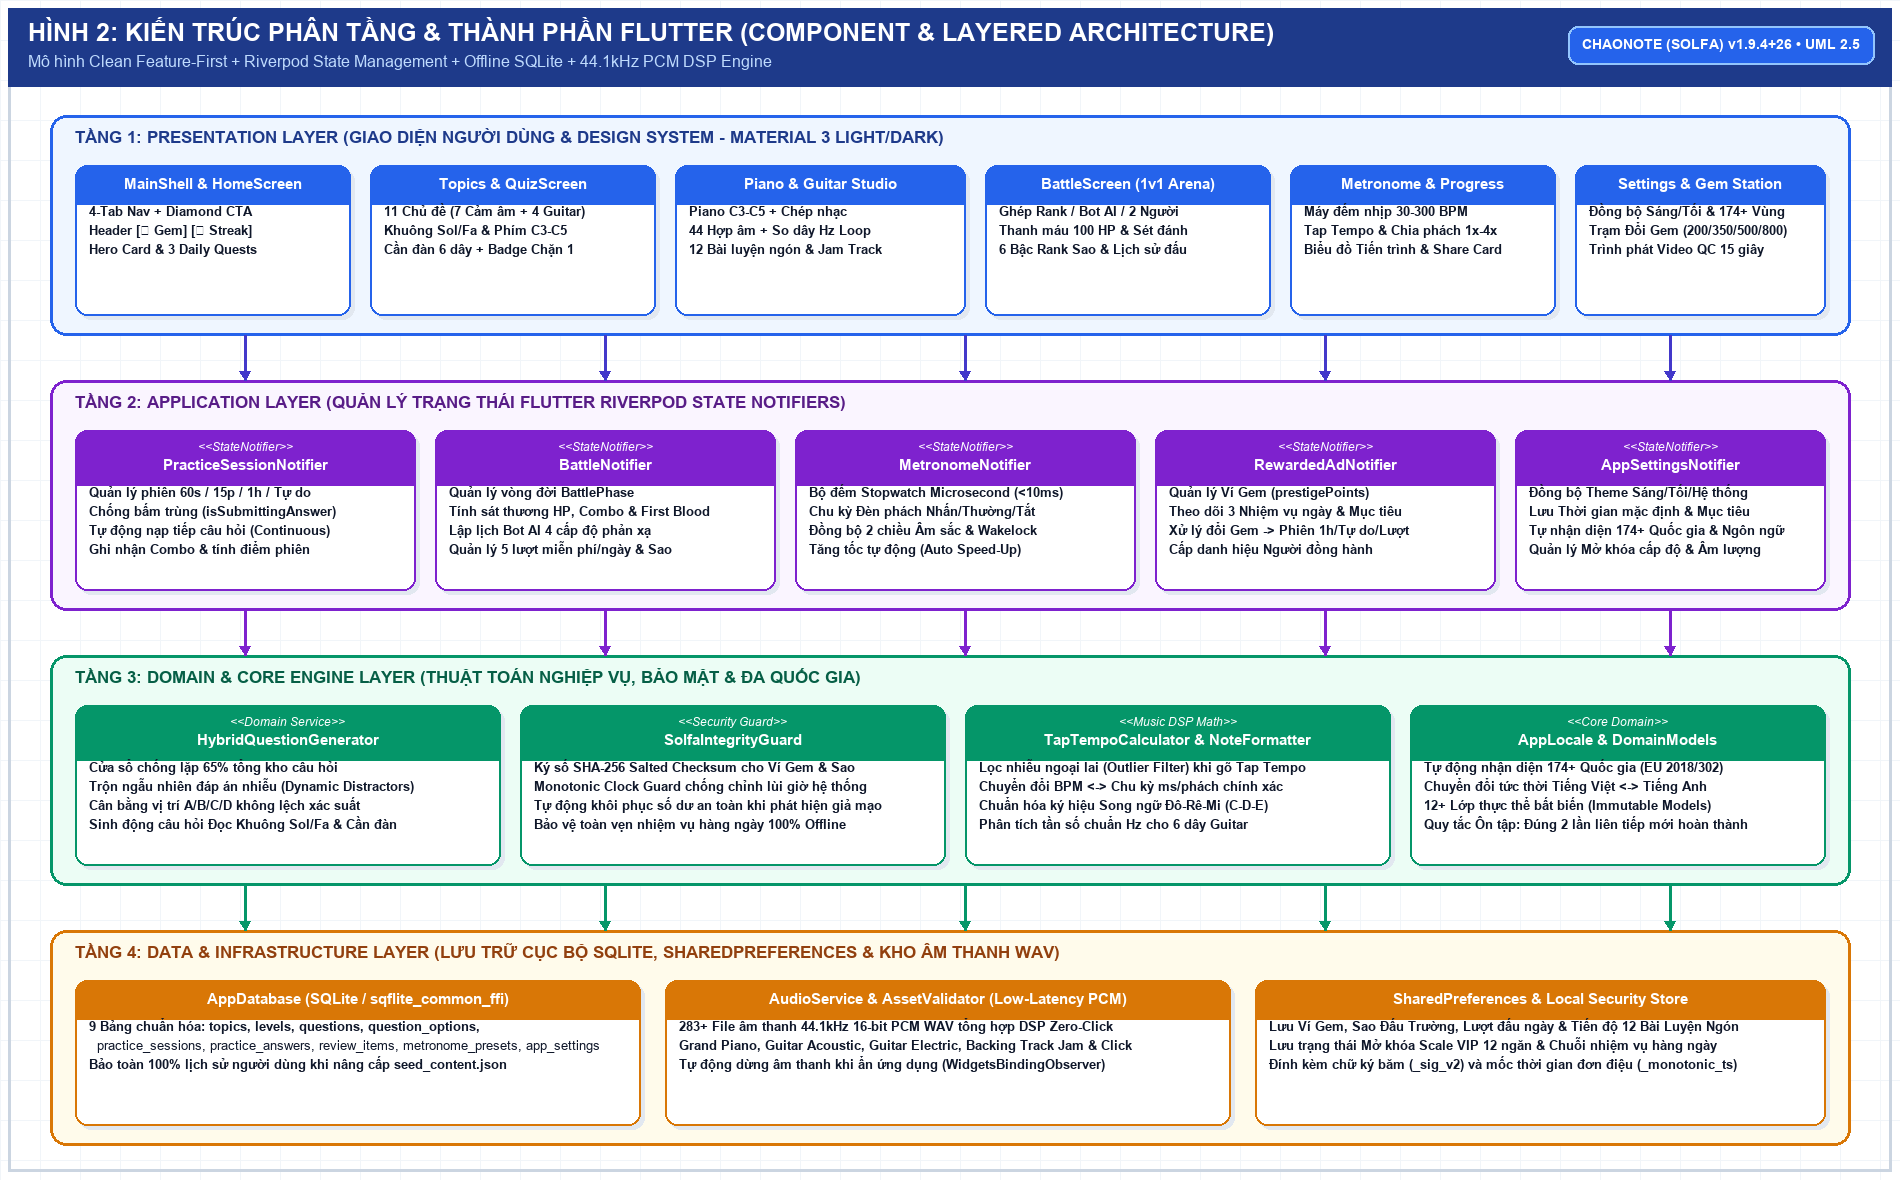 HÌNH 2: KIẾN TRÚC PHÂN TẦNG & THÀNH PHẦN FLUTTER (COMPONENT & LAYERED ARCHITECTURE)
Mô hình Clean Feature-First + Riverpod State Management + Offline SQLite + 44.1kHz PCM DSP Engine
CHAONOTE (SOLFA) v1.9.4+26 • UML 2.5
TẦNG 1: PRESENTATION LAYER (GIAO DIỆN NGƯỜI DÙNG & DESIGN SYSTEM - MATERIAL 3 LIGHT/DARK)
MainShell & HomeScreen
4-Tab Nav + Diamond CTA
Header [▯ Gem] [▯ Streak]
Hero Card & 3 Daily Quests
Topics & QuizScreen
11 Chủ đề (7 Cảm âm + 4 Guitar)
Khuông Sol/Fa & Phím C3-C5
Cần đàn 6 dây + Badge Chặn 1
Piano & Guitar Studio
Piano C3-C5 + Chép nhạc
44 Hợp âm + So dây Hz Loop
12 Bài luyện ngón & Jam Track
BattleScreen (1v1 Arena)
Ghép Rank / Bot AI / 2 Người
Thanh máu 100 HP & Sét đánh
6 Bậc Rank Sao & Lịch sử đấu
Metronome & Progress
Máy đếm nhịp 30-300 BPM
Tap Tempo & Chia phách 1x-4x
Biểu đồ Tiến trình & Share Card
Settings & Gem Station
Đồng bộ Sáng/Tối & 174+ Vùng
Trạm Đổi Gem (200/350/500/800)
Trình phát Video QC 15 giây
TẦNG 2: APPLICATION LAYER (QUẢN LÝ TRẠNG THÁI FLUTTER RIVERPOD STATE NOTIFIERS)
<<StateNotifier>>
PracticeSessionNotifier
Quản lý phiên 60s / 15p / 1h / Tự do
Chống bấm trùng (isSubmittingAnswer)
Tự động nạp tiếp câu hỏi (Continuous)
Ghi nhận Combo & tính điểm phiên
<<StateNotifier>>
BattleNotifier
Quản lý vòng đời BattlePhase
Tính sát thương HP, Combo & First Blood
Lập lịch Bot AI 4 cấp độ phản xạ
Quản lý 5 lượt miễn phí/ngày & Sao
<<StateNotifier>>
MetronomeNotifier
Bộ đếm Stopwatch Microsecond (<10ms)
Chu kỳ Đèn phách Nhấn/Thường/Tắt
Đồng bộ 2 chiều Âm sắc & Wakelock
Tăng tốc tự động (Auto Speed-Up)
<<StateNotifier>>
RewardedAdNotifier
Quản lý Ví Gem (prestigePoints)
Theo dõi 3 Nhiệm vụ ngày & Mục tiêu
Xử lý đổi Gem -> Phiên 1h/Tự do/Lượt
Cấp danh hiệu Người đồng hành
<<StateNotifier>>
AppSettingsNotifier
Đồng bộ Theme Sáng/Tối/Hệ thống
Lưu Thời gian mặc định & Mục tiêu
Tự nhận diện 174+ Quốc gia & Ngôn ngữ
Quản lý Mở khóa cấp độ & Âm lượng
TẦNG 3: DOMAIN & CORE ENGINE LAYER (THUẬT TOÁN NGHIỆP VỤ, BẢO MẬT & ĐA QUỐC GIA)
<<Domain Service>>
HybridQuestionGenerator
Cửa sổ chống lặp 65% tổng kho câu hỏi
Trộn ngẫu nhiên đáp án nhiễu (Dynamic Distractors)
Cân bằng vị trí A/B/C/D không lệch xác suất
Sinh động câu hỏi Đọc Khuông Sol/Fa & Cần đàn
<<Security Guard>>
SolfaIntegrityGuard
Ký số SHA-256 Salted Checksum cho Ví Gem & Sao
Monotonic Clock Guard chống chỉnh lùi giờ hệ thống
Tự động khôi phục số dư an toàn khi phát hiện giả mạo
Bảo vệ toàn vẹn nhiệm vụ hàng ngày 100% Offline
<<Music DSP Math>>
TapTempoCalculator & NoteFormatter
Lọc nhiễu ngoại lai (Outlier Filter) khi gõ Tap Tempo
Chuyển đổi BPM <-> Chu kỳ ms/phách chính xác
Chuẩn hóa ký hiệu Song ngữ Đô-Rê-Mi (C-D-E)
Phân tích tần số chuẩn Hz cho 6 dây Guitar
<<Core Domain>>
AppLocale & DomainModels
Tự động nhận diện 174+ Quốc gia (EU 2018/302)
Chuyển đổi tức thời Tiếng Việt <-> Tiếng Anh
12+ Lớp thực thể bất biến (Immutable Models)
Quy tắc Ôn tập: Đúng 2 lần liên tiếp mới hoàn thành
TẦNG 4: DATA & INFRASTRUCTURE LAYER (LƯU TRỮ CỤC BỘ SQLITE, SHAREDPREFERENCES & KHO ÂM THANH WAV)
AppDatabase (SQLite / sqflite_common_ffi)
9 Bảng chuẩn hóa: topics, levels, questions, question_options,
practice_sessions, practice_answers, review_items, metronome_presets, app_settings
Bảo toàn 100% lịch sử người dùng khi nâng cấp seed_content.json
AudioService & AssetValidator (Low-Latency PCM)
283+ File âm thanh 44.1kHz 16-bit PCM WAV tổng hợp DSP Zero-Click
Grand Piano, Guitar Acoustic, Guitar Electric, Backing Track Jam & Click
Tự động dừng âm thanh khi ẩn ứng dụng (WidgetsBindingObserver)
SharedPreferences & Local Security Store
Lưu Ví Gem, Sao Đấu Trường, Lượt đấu ngày & Tiến độ 12 Bài Luyện Ngón
Lưu trạng thái Mở khóa Scale VIP 12 ngăn & Chuỗi nhiệm vụ hàng ngày
Đính kèm chữ ký băm (_sig_v2) và mốc thời gian đơn điệu (_monotonic_ts)